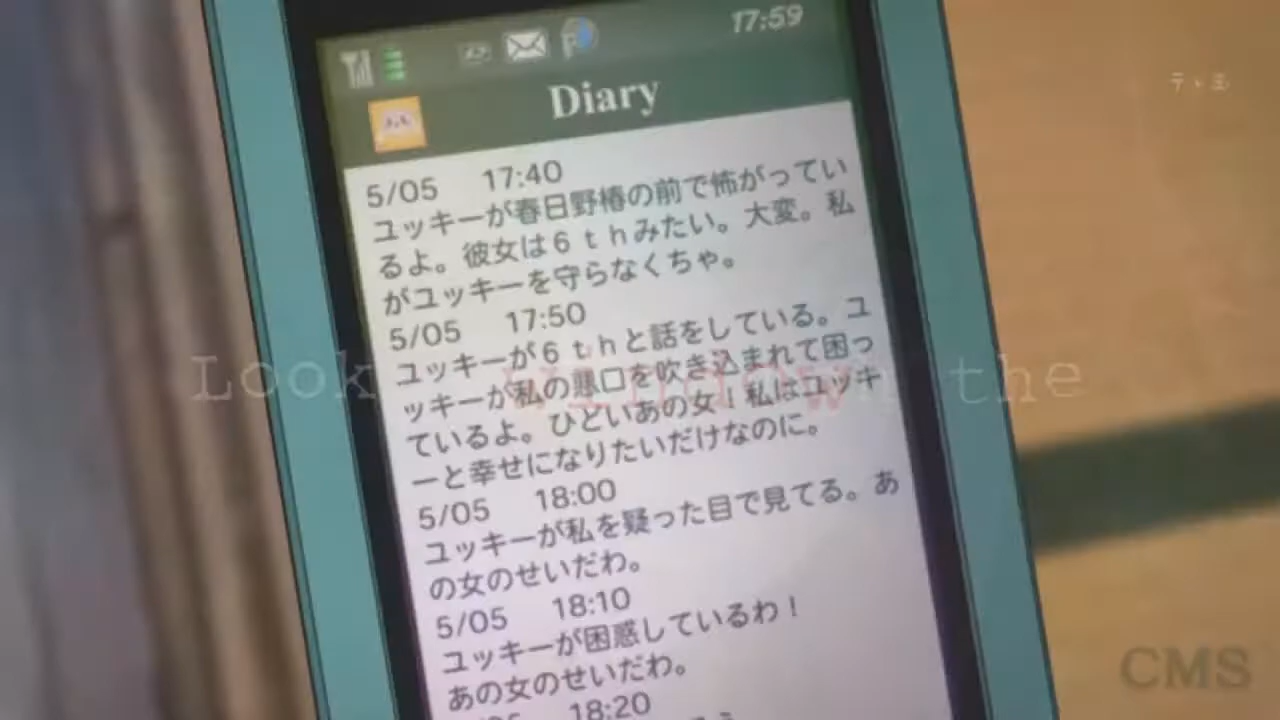 17:59
テレ玉
Diary
5/05 17:40
ユッキーが春日野椿の前で怖がってい
るよ。彼女は6thみたい。大変。私
がユッキーを守らなくちゃ。
5/05 17:50
ユッキーが6thと話をしている。ユ
ッキーが私の悪口を吹き込まれて困っ
ているよ。ひどいあの女！私はユッキ
ーと幸せになりたいだけなのに。
Look window the
5/05 18:00
ユッキーが私を疑った目で見てる。あ
の女のせいだわ。
5/05 18:10
ユッキーが困惑しているわ！
あの女のせいだわ。
18:20
CMS